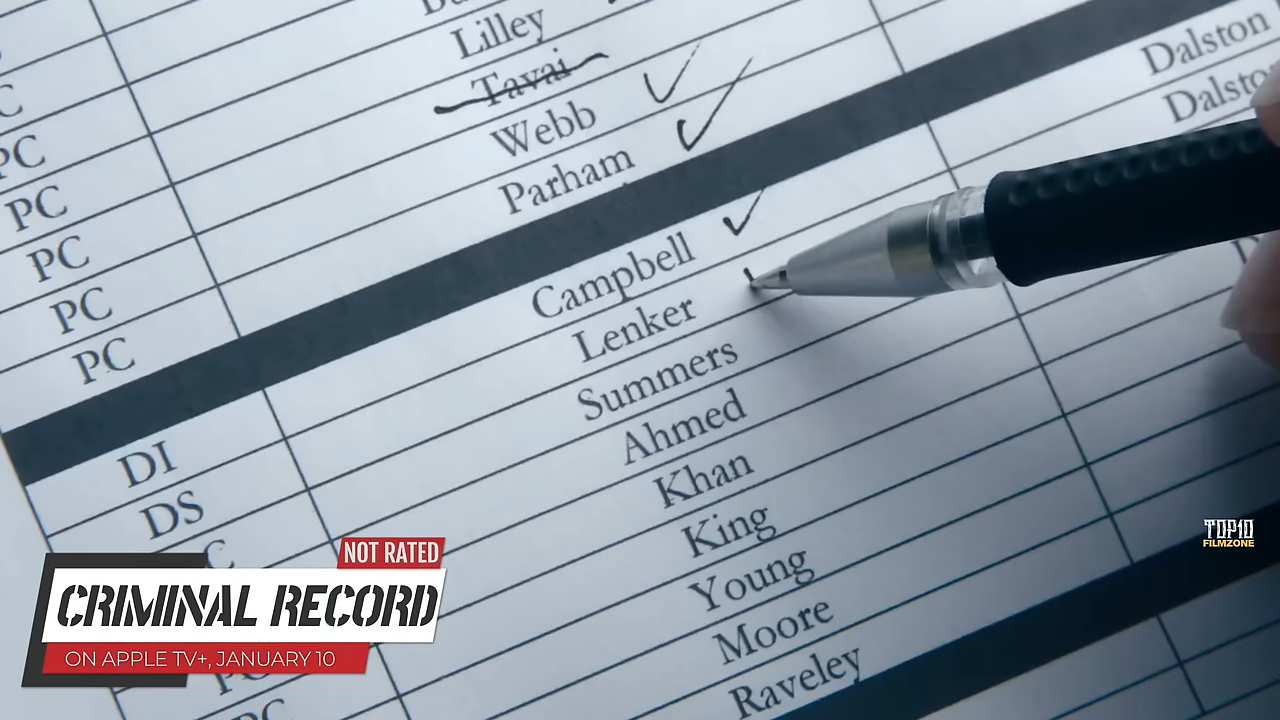 PC
PC Lilley
PC Tavai
PC Webb
PC Parham
DI Campbell Dalston
DS Lenker
Summers
Ahmed
Khan
King
Young
Moore
Raveley
TOP10
FILMZONE
NOT RATED
CRIMINAL RECORD
ON APPLE TV+, JANUARY 10